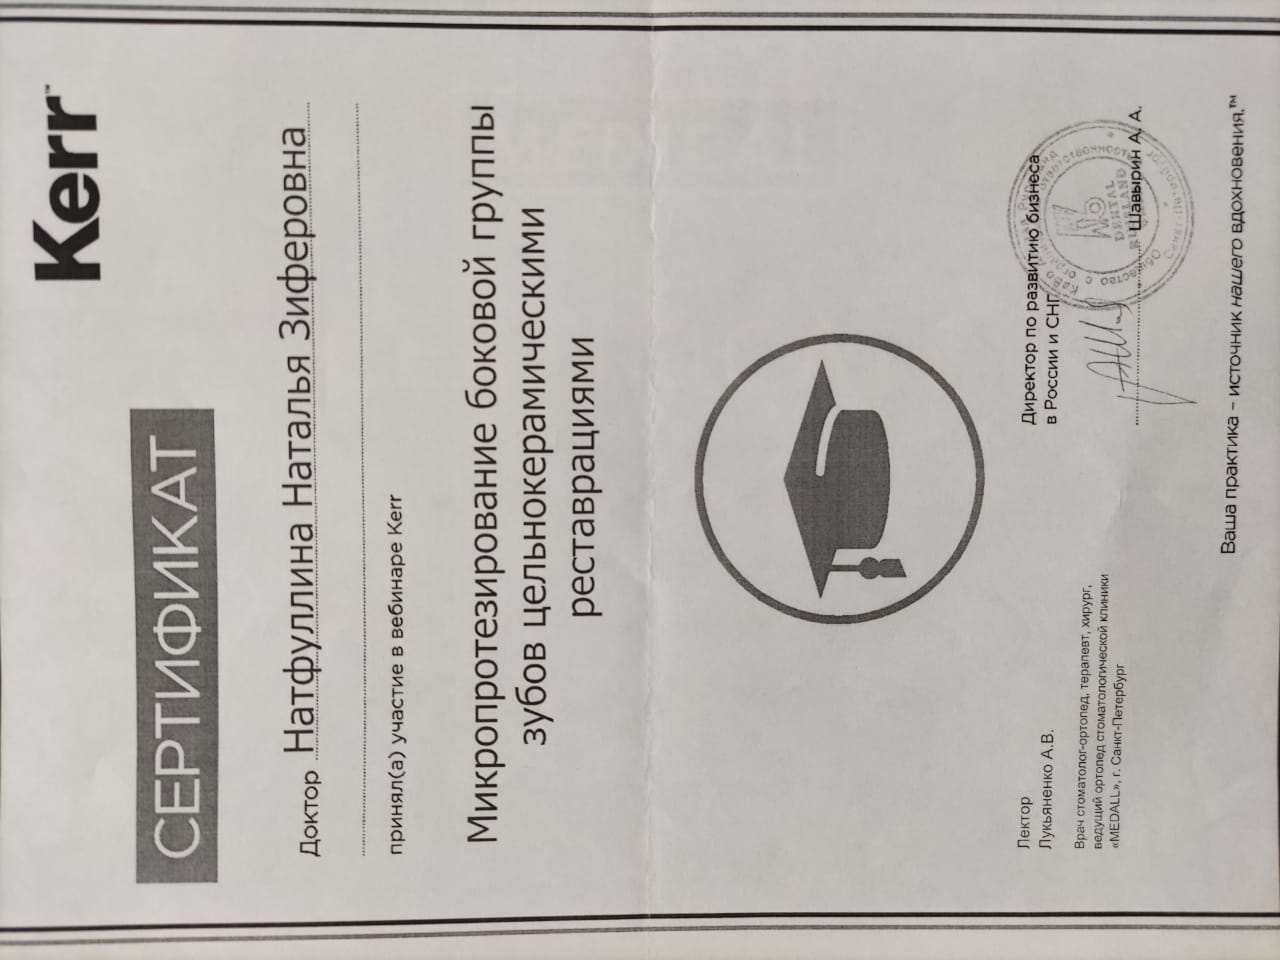 Kerr™
СЕРТИФИКАТ
Доктор Натфуллина Наталья Зиферовна
принял(а) участие в вебинаре Kerr
Микропротезирование боковой группы
зубов цельнокерамическими
реставрациями
Лектор
Лукьяненко А.В.
Врач стоматолог-ортопед, терапевт, хирург,
ведущий ортопед стоматологической клиники
«MEDALL», г. Санкт-Петербург
Директор по развитию бизнеса
в России и СНГ
Шавырин А. А.
DENTAL
Общество с
ответственностью
Ваша практика – источник нашего вдохновения.™